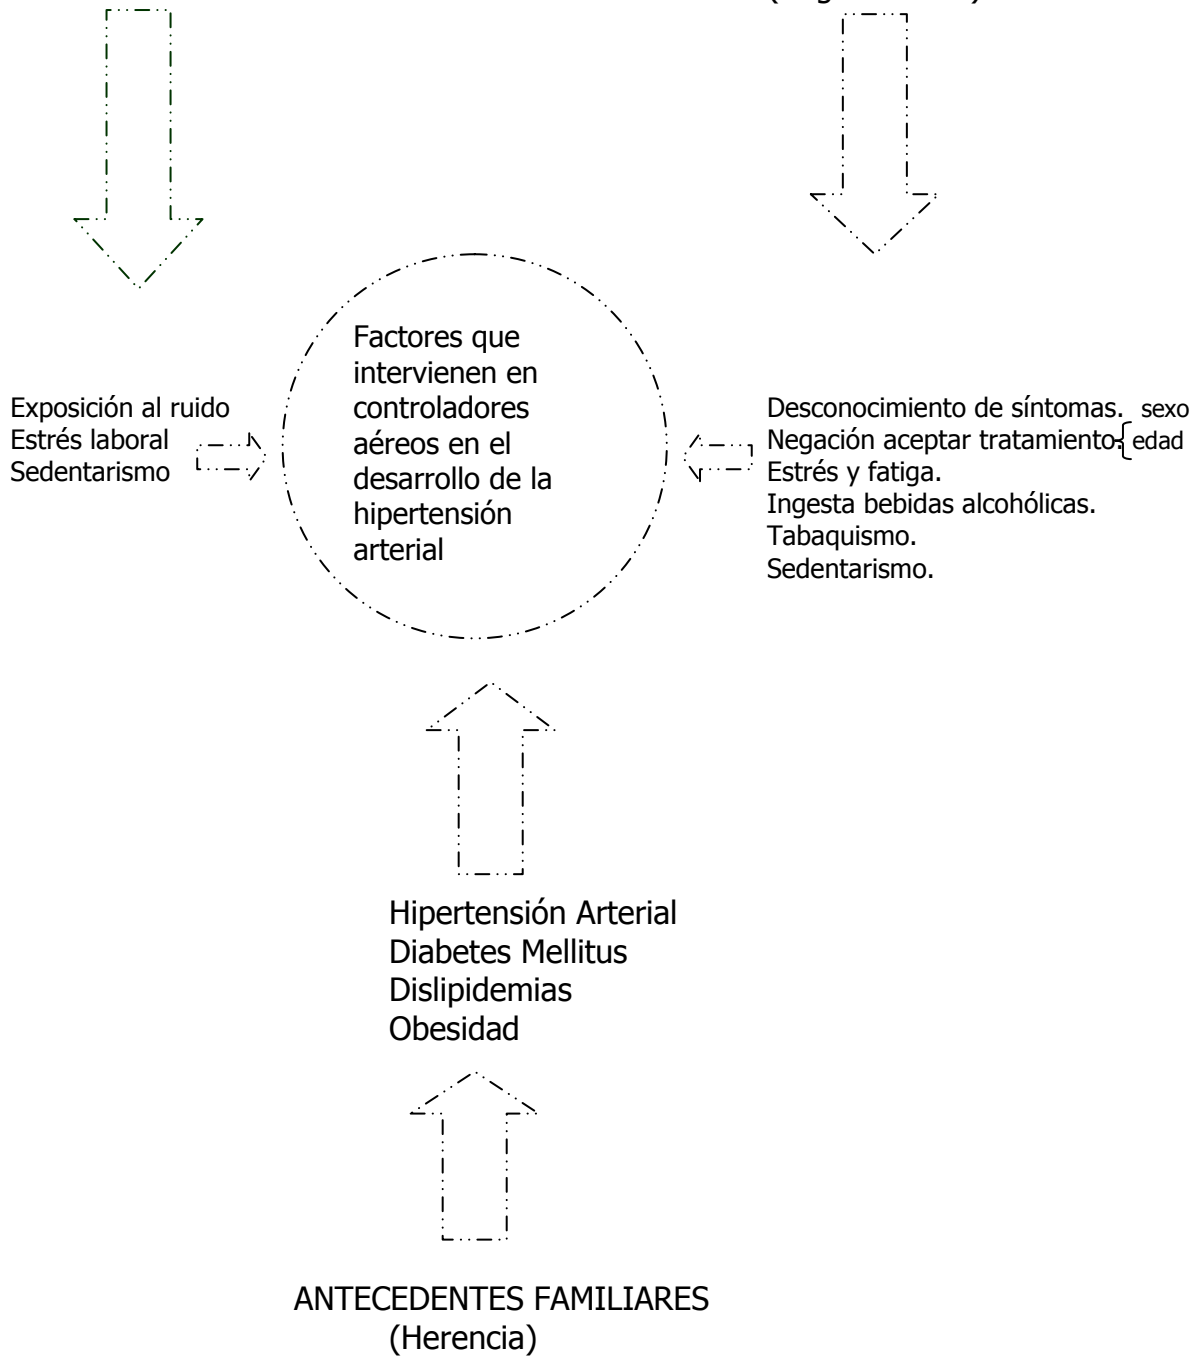 Exposición al ruido
Estrés laboral
Sedentarismo
Factores que
intervienen en
controladores
aéreos en el
desarrollo de la
hipertensión
arterial
Desconocimiento de síntomas. sexo
Negación aceptar tratamiento.{ edad
Estrés y fatiga.
Ingesta bebidas alcohólicas.
Tabaquismo.
Sedentarismo.
Hipertensión Arterial
Diabetes Mellitus
Dislipidemias
Obesidad
ANTECEDENTES FAMILIARES
(Herencia)